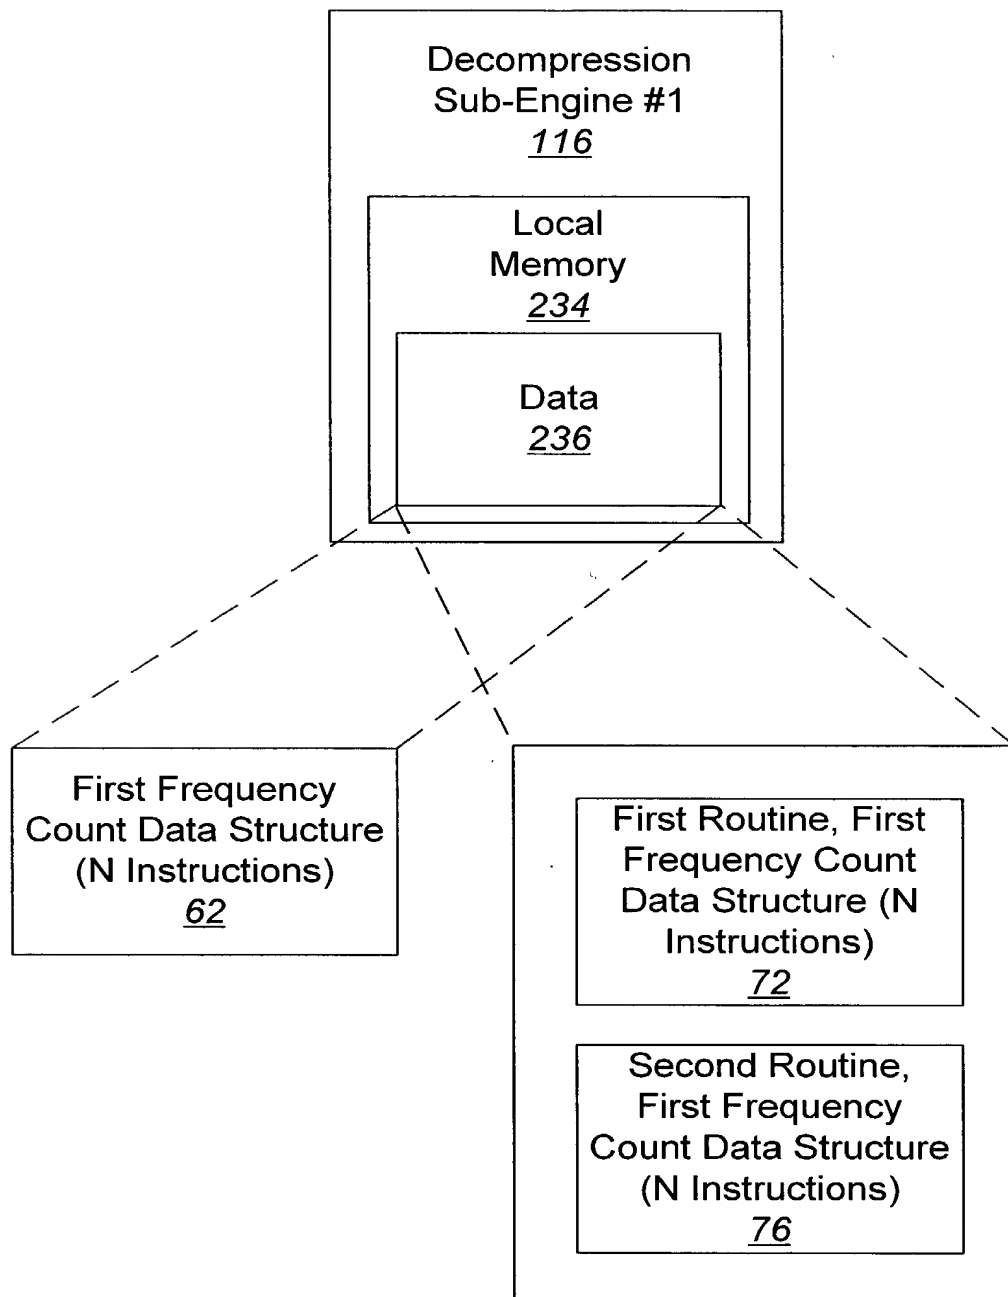 Decompression
Sub-Engine #1
116
Local
Memory
234
Data
236
First Frequency
Count Data Structure
(N Instructions)
62
First Routine, First
Frequency Count
Data Structure (N
Instructions)
72
Second Routine,
First Frequency
Count Data Structure
(N Instructions)
76